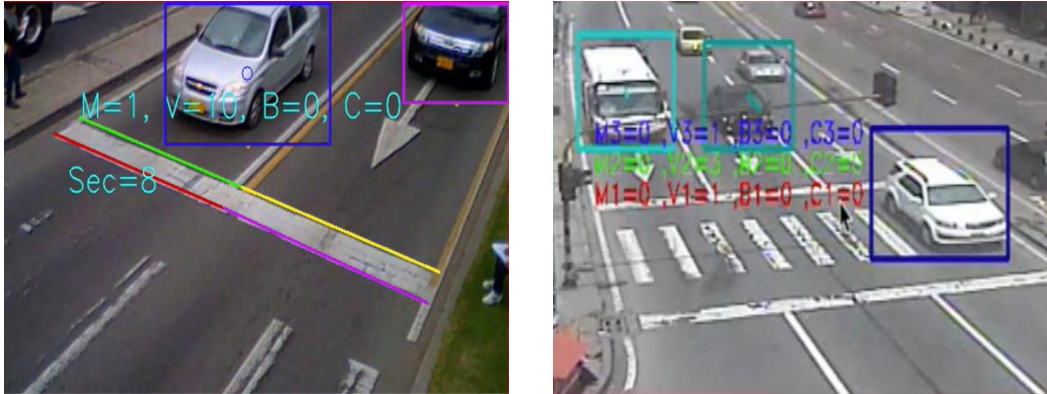 M=1, V=10, B=0, C=0
Sec=8
M3=0 ,V3=1 ,B3=0 ,C3=0
M2=0 ,V2=3 ,B2=0 ,C2=0
M1=0 ,V1=1 ,B1=0 ,C1=0